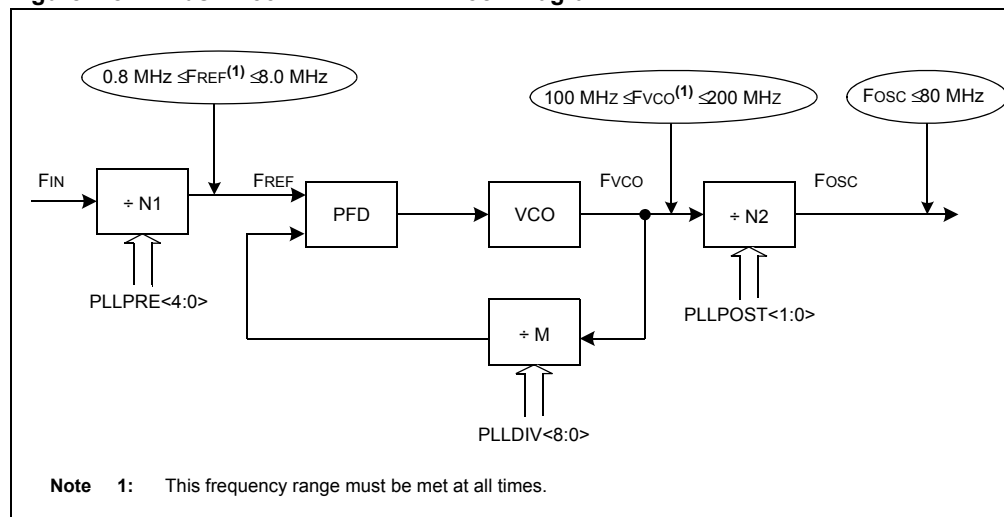 0.8 MHz ≤FREF(1) ≤8.0 MHz
100 MHZ ≤FVCO(1) ≤200 MHZ
FOSC ≤80 MHz
FIN
÷ N1
FREF
PFD
VCO
FVCO
÷ N2
FOSC
PLLPRE<4:0>
÷ M
PLLPOST<1:0>
PLLDIV<8:0>
Note 1: This frequency range must be met at all times.